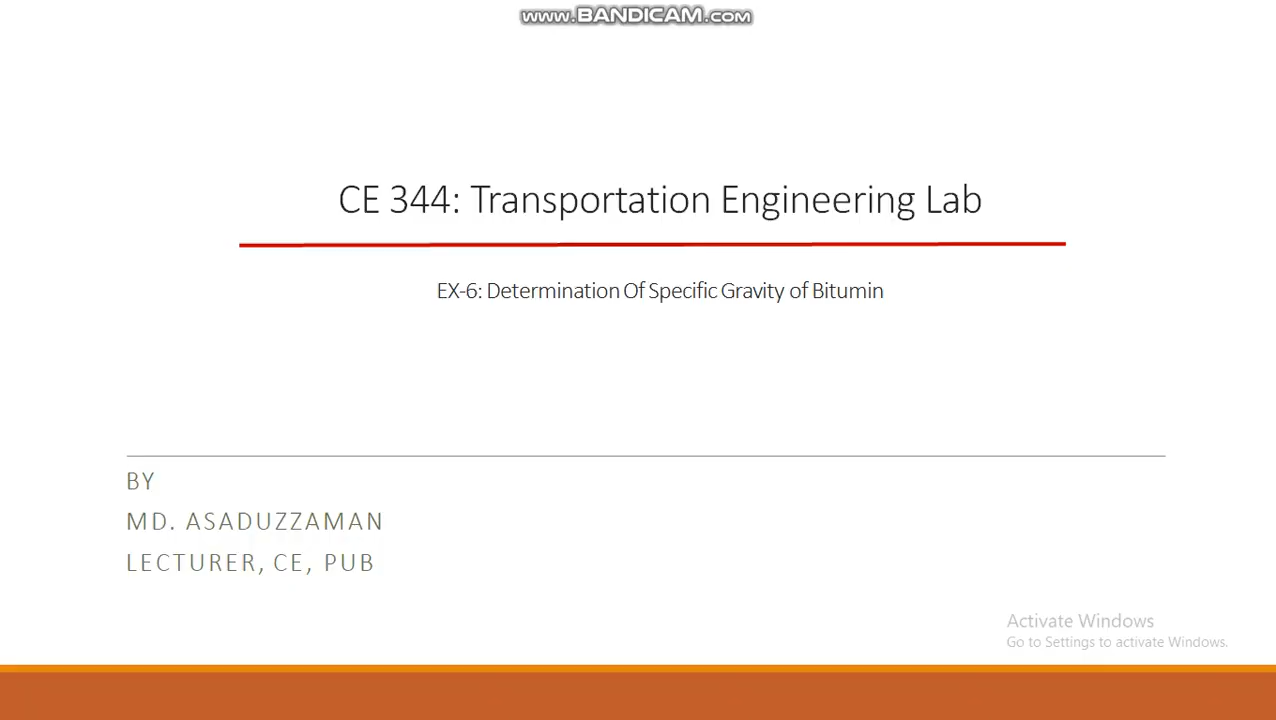 www.BANDICAM.com
CE 344: Transportation Engineering Lab
EX-6: Determination Of Specific Gravity of Bitumin
BY
MD. ASADUZZAMAN
LECTURER, CE, PUB
Activate Windows
Go to Settings to activate Windows.